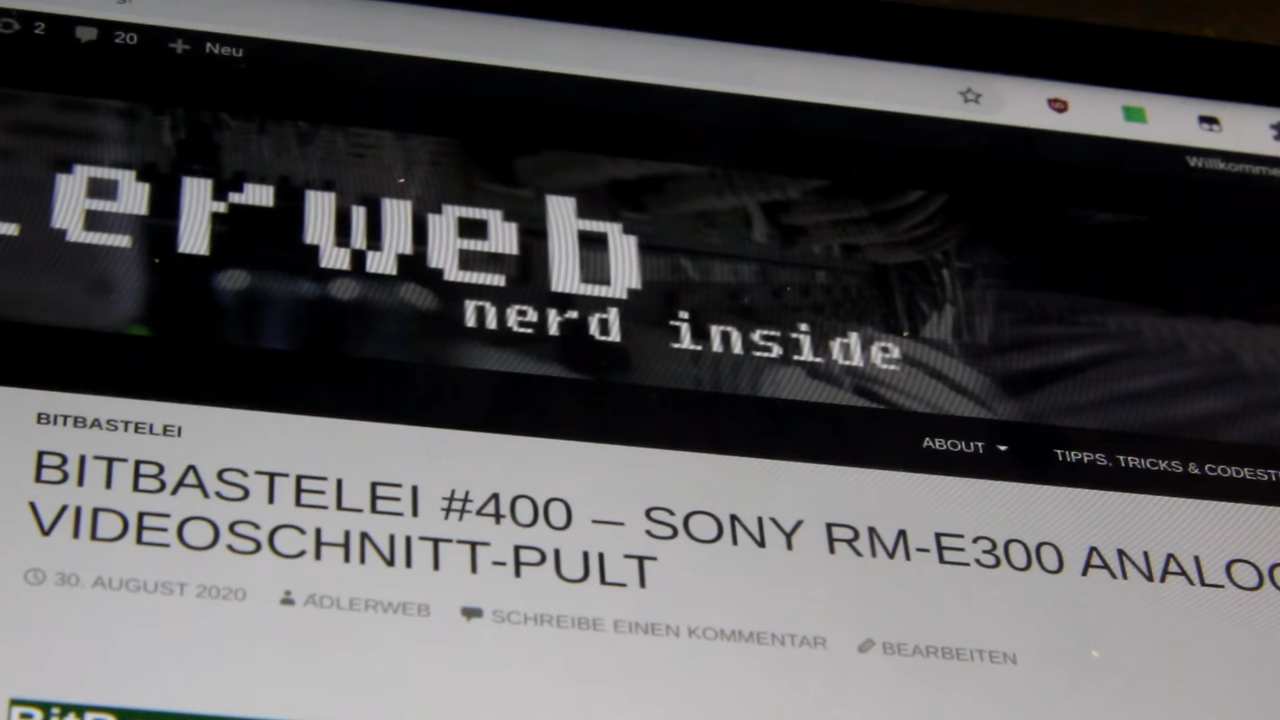 2 20 + Neu
Willkomme
erweb
nerd inside
ABOUT TIPPS, TRICKS & CODEST
BITBASTELEI
BITBASTELEI #400 – SONY RM-E300 ANALOG
VIDEOSCHNITT-PULT
30. AUGUST 2020 ADLERWEB SCHREIBE EINEN KOMMENTAR BEARBEITEN